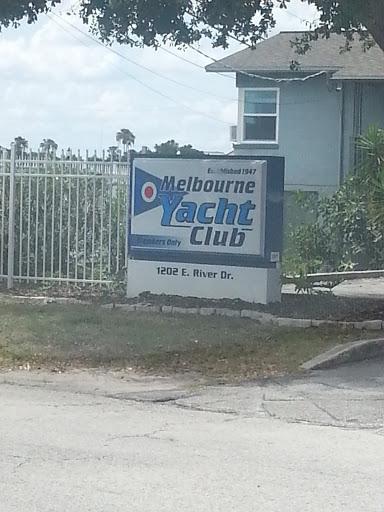 Established 1947
Melbourne
Yacht
Club
Members Only
1202 E. River Dr.